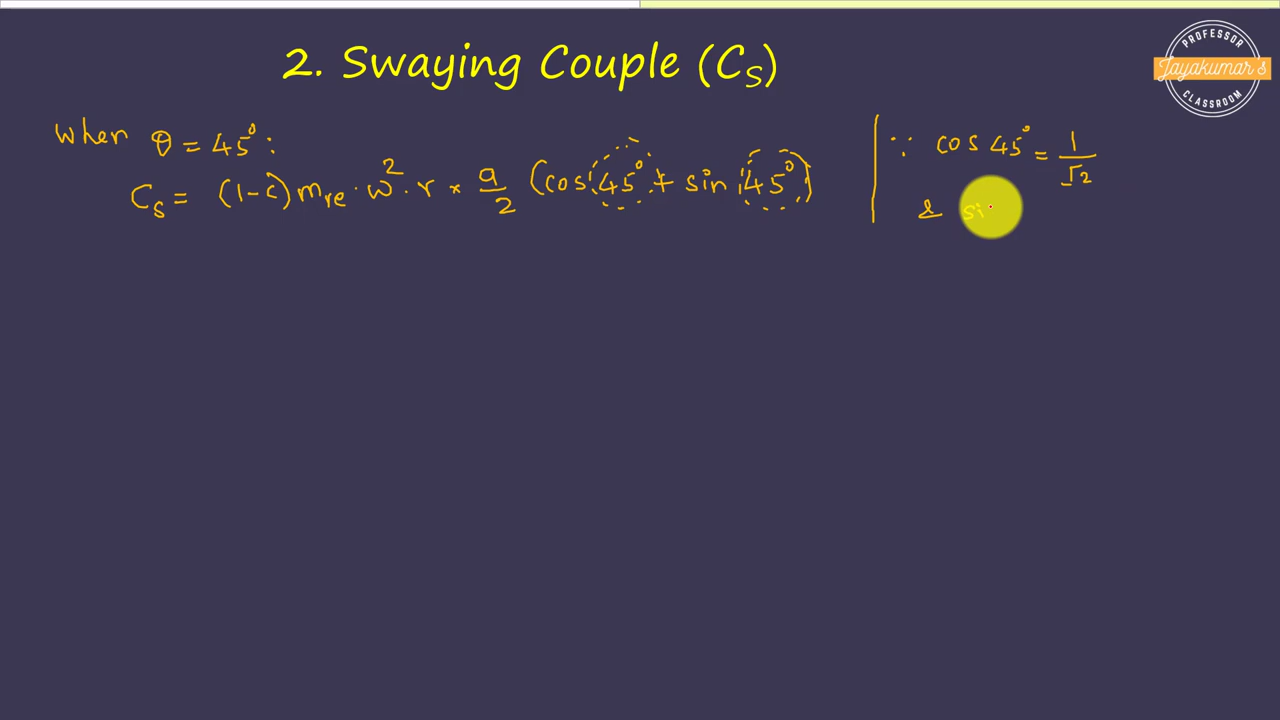 2. Swaying Couple (Cs)
PROFESSOR
Jayakumar's
CLASSROOM
When θ = 45° :
Cs = (1-c) mre · ω² · r × a/2 (cos 45° + sin 45°)
∵ cos 45° = 1/√2
& si